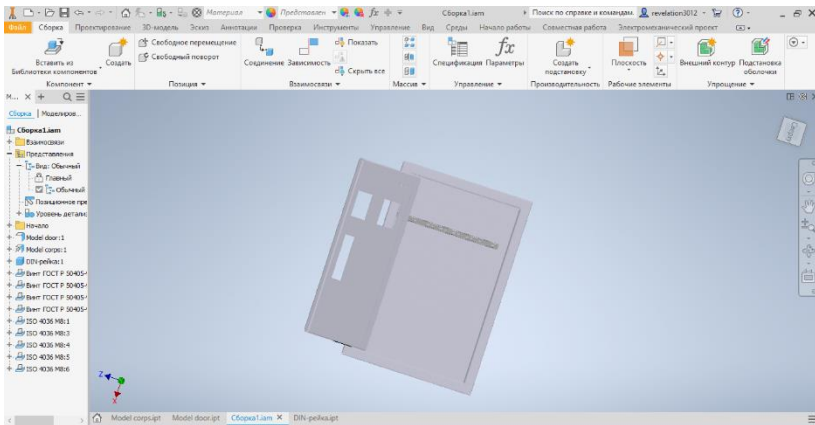 Материал
Представлен
fx
Сборка1.iam
Поиск по справке и командам.
revelation3012
Файл
Сборка
Проектирование
3D-модель
Эскиз
Аннотации
Проверка
Инструменты
Управление
Вид
Среды
Начало работы
Совместная работа
Электромеханический проект
Вставить из
Библиотеки компонентов
Создать
Компонент
Свободное перемещение
Свободный поворот
Позиция
Соединение
Зависимость
Показать
Скрыть все
Взаимосвязи
Массив
Спецификация
fx
Параметры
Управление
Создать
подстановку
Производительность
Плоскость
Рабочие элементы
Внешний контур
Подстановка
оболочки
Упрощение
М...
Сборка
Моделиров...
Сборка1.iam
Взаимосвязи
Представления
Вид: Обычный
Главный
Обычный
Позиционное пре
Уровень детали
Начало
Model door:1
Model corps:1
DIN-рейка:1
Винт ГОСТ Р 50405-
Винт ГОСТ Р 50405-
Винт ГОСТ Р 50405-
Винт ГОСТ Р 50405-
ISO 4036 M8:1
ISO 4036 M8:3
ISO 4036 M8:4
ISO 4036 M8:5
ISO 4036 M8:6
Z
X
Model corps.ipt
Model door.ipt
Сборка1.iam
DIN-рейка.ipt